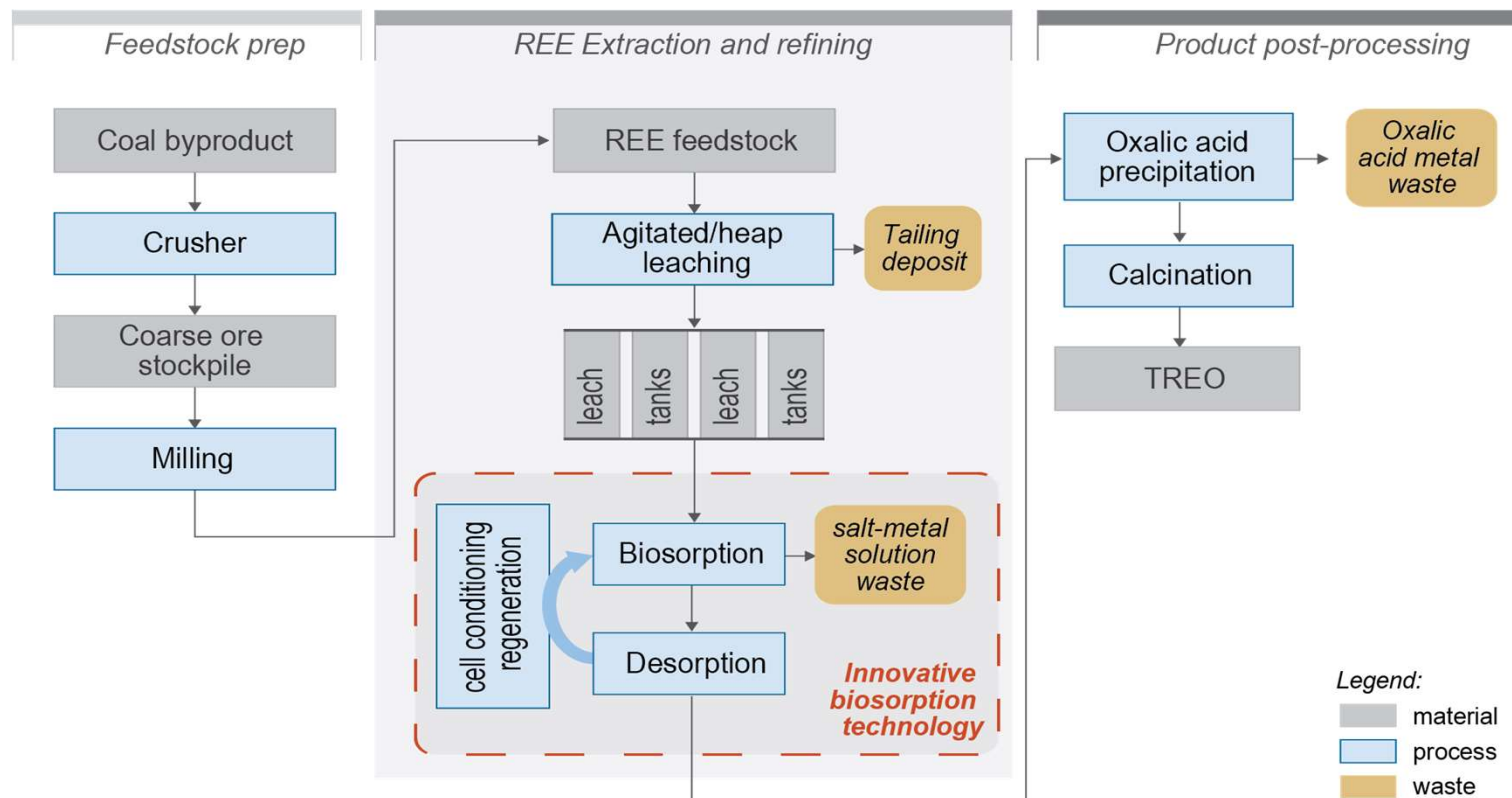 Feedstock prep
REE Extraction and refining
Product post-processing
Coal byproduct
Crusher
Coarse ore
stockpile
Milling
REE feedstock
Agitated/heap
leaching
Tailing
deposit
leach
tanks
leach
tanks
cell conditioning
regeneration
Biosorption
salt-metal
solution
waste
Desorption
Innovative
biosorption
technology
Oxalic acid
precipitation
Oxalic
acid metal
waste
Calcination
TREO
Legend:
material
process
waste